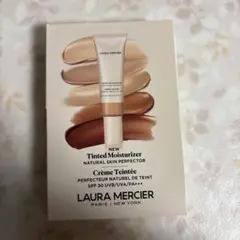 NEW
Tinted Moisturizer
NATURAL SKIN PERFECTOR
Crème Teintée
PERFECTEUR NATUREL DE TEINT
SPF 30 UVB/UVA/PA+++
LAURA MERCIER
PARIS | NEW YORK